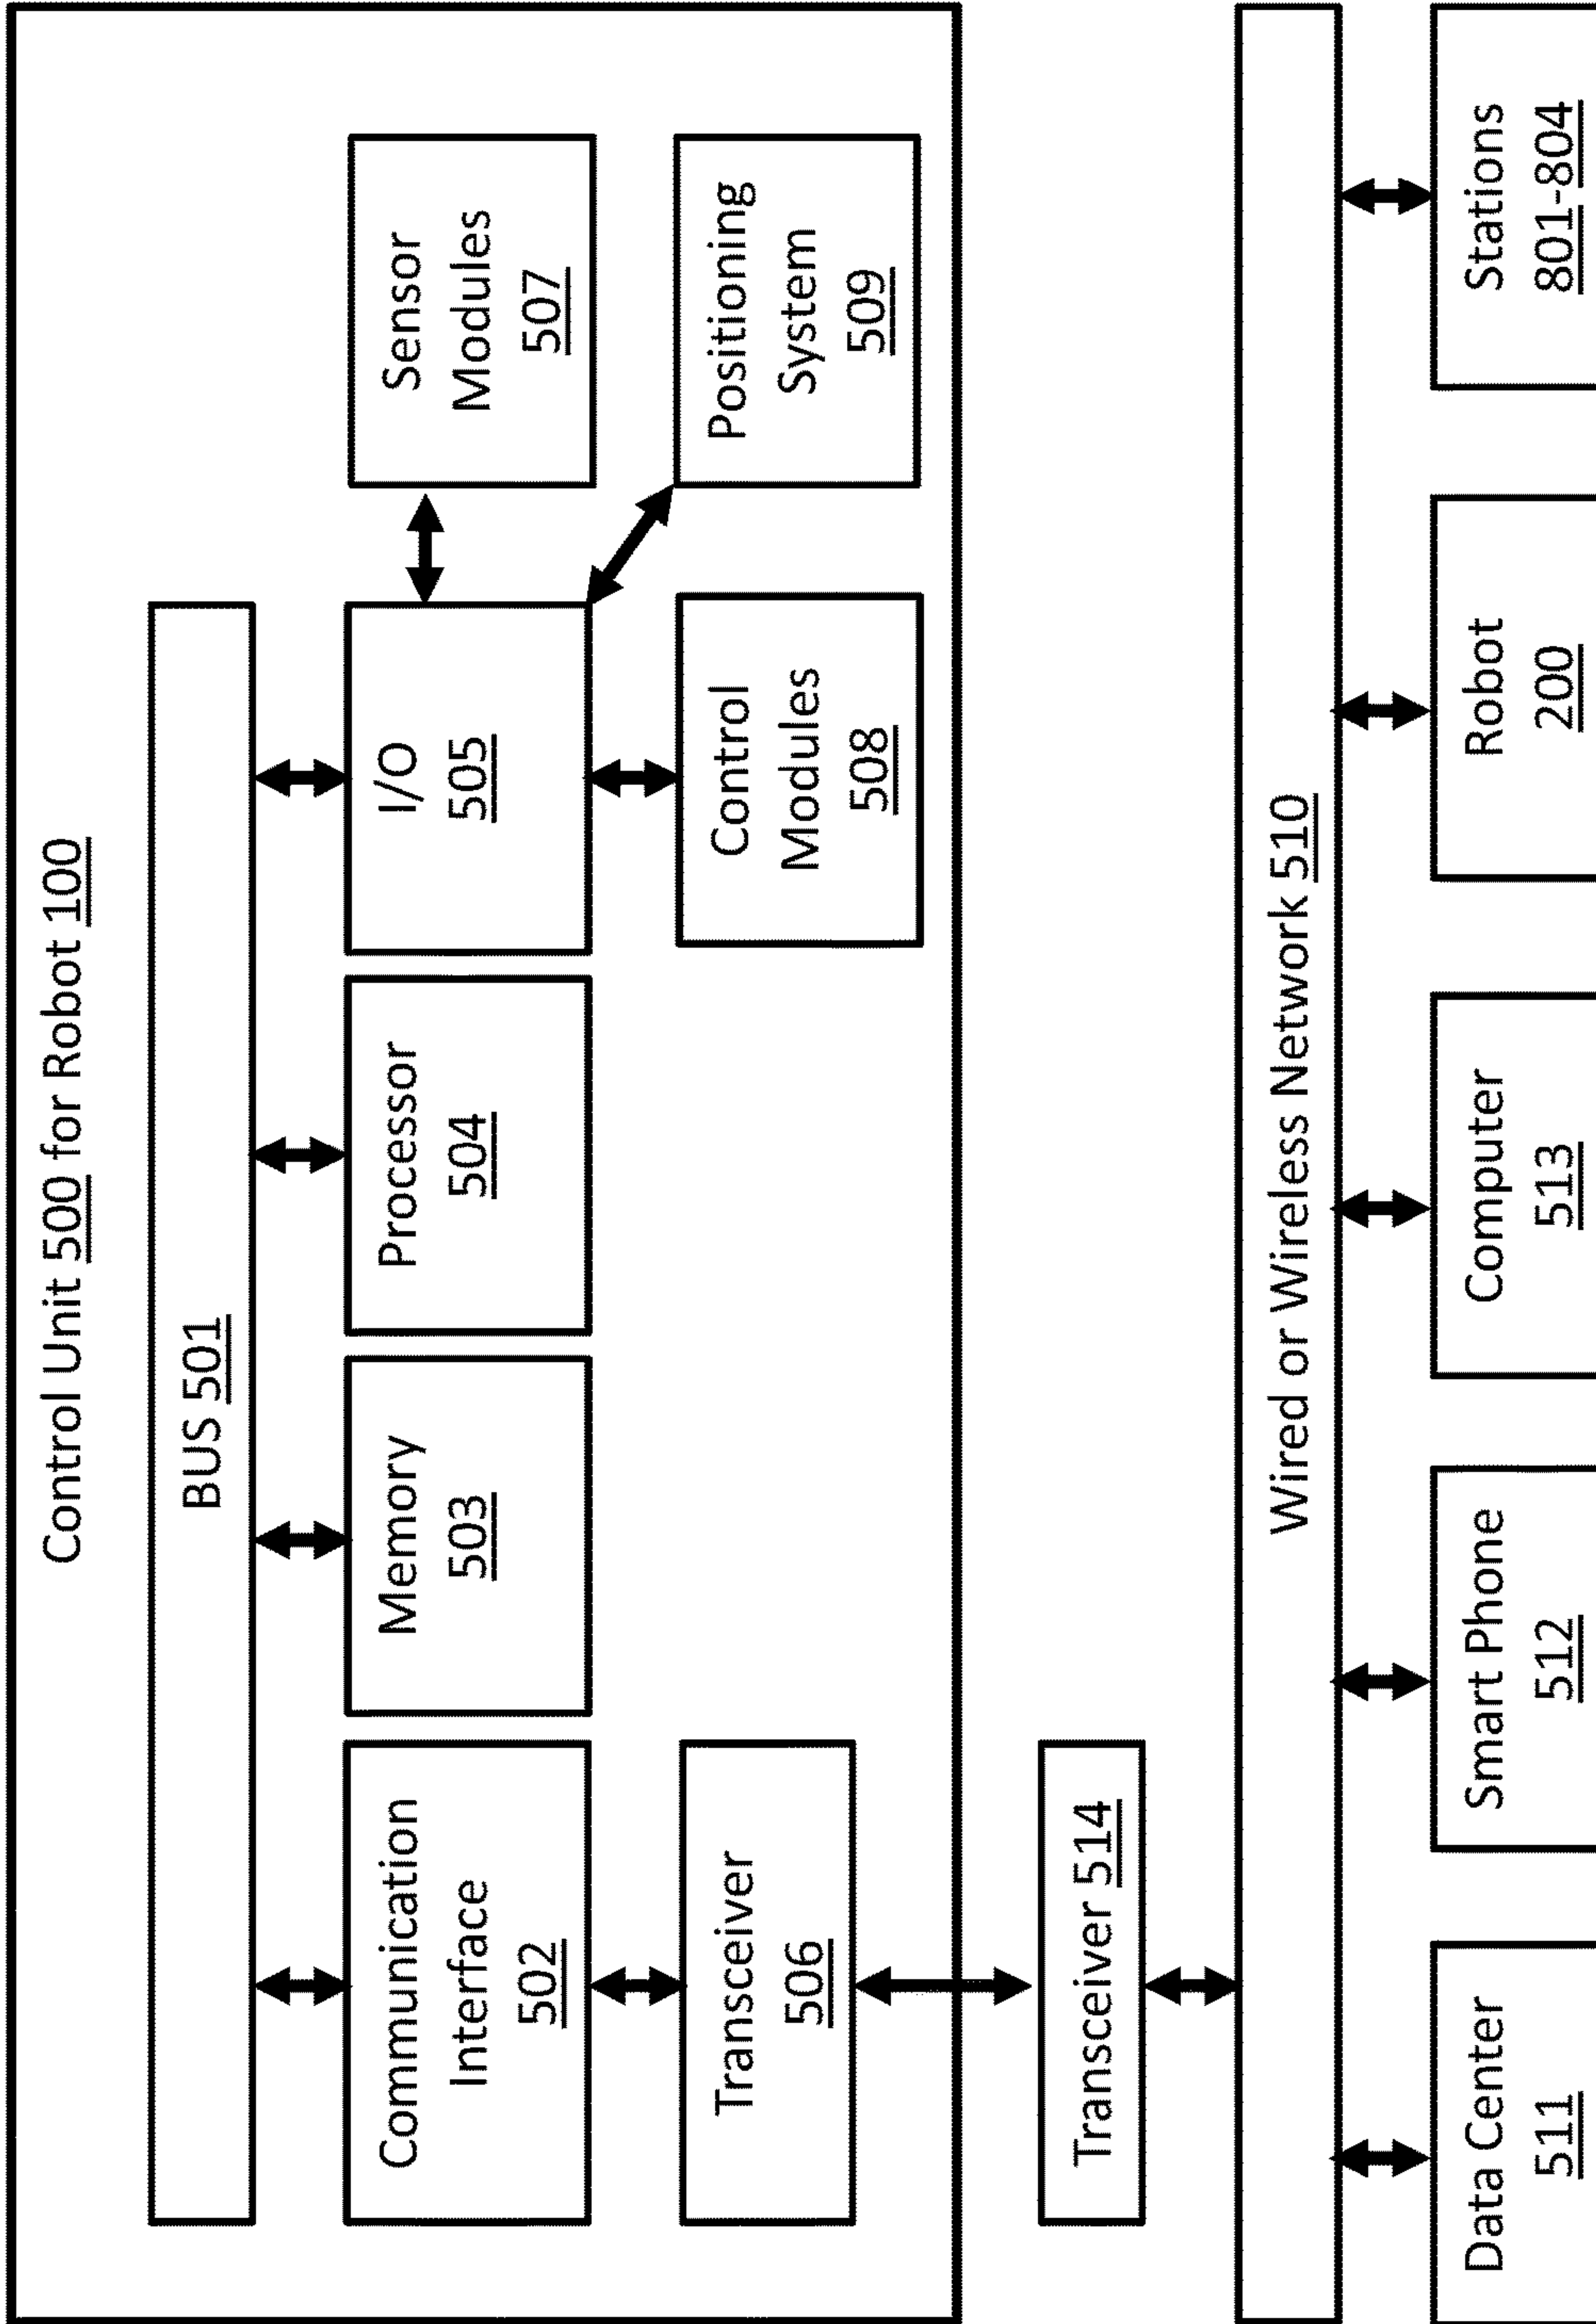 Control Unit 500 for Robot 100
BUS 501
Communication
Interface
502
Memory
503
Processor
504
I/O
505
Sensor
Modules
507
Transceiver
506
Control
Modules
508
Positioning
System
509
Transceiver 514
Wired or Wireless Network 510
Data Center
511
Smart Phone
512
Computer
513
Robot
200
Stations
801-804